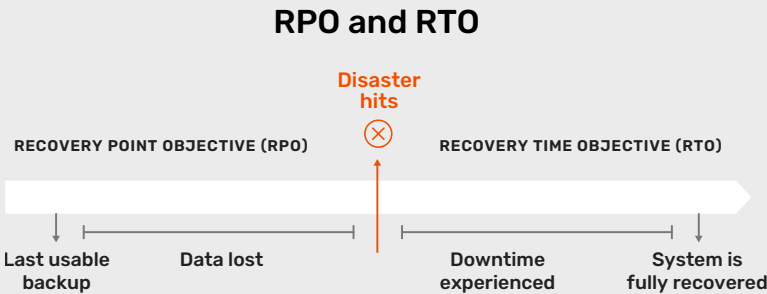 RPO and RTO
Disaster
hits
RECOVERY POINT OBJECTIVE (RPO)
RECOVERY TIME OBJECTIVE (RTO)
Last usable
backup
Data lost
Downtime
experienced
System is
fully recovered